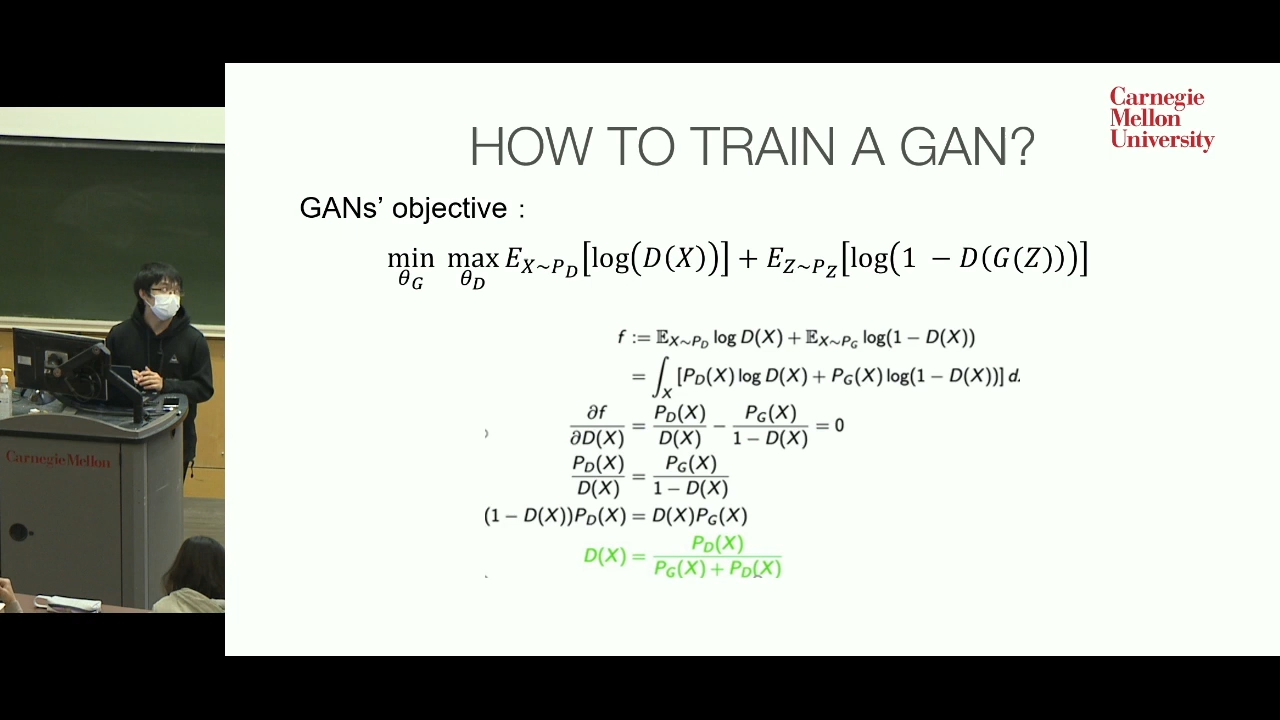 Carnegie
Mellon
University
HOW TO TRAIN A GAN?
GANs' objective :
min_{θ_G} max_{θ_D} E_{X~P_D}[log(D(X))] + E_{Z~P_Z}[log(1 − D(G(Z)))]
f := 𝔼_{X~P_D} log D(X) + 𝔼_{X~P_G} log(1 − D(X))
= ∫_X [P_D(X) log D(X) + P_G(X) log(1 − D(X))] d.
∂f / ∂D(X) = P_D(X) / D(X) − P_G(X) / 1 − D(X) = 0
P_D(X) / D(X) = P_G(X) / 1 − D(X)
(1 − D(X))P_D(X) = D(X)P_G(X)
D(X) = P_D(X) / P_G(X) + P_D(X)
Carnegie Mellon